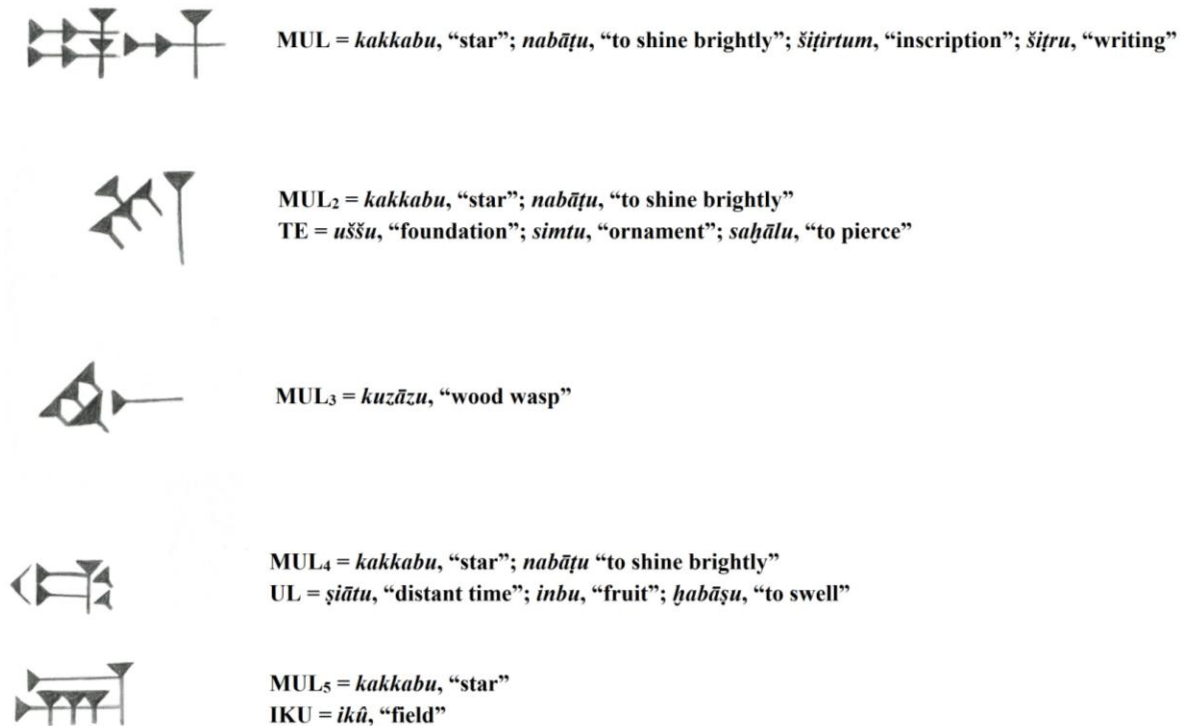 MUL = kakkabu, “star”; nabāṭu, “to shine brightly”; šiṭirtum, “inscription”; šiṭru, “writing”
MUL₂ = kakkabu, “star”; nabāṭu, “to shine brightly”
TE = uššu, “foundation”; simtu, “ornament”; saḫālu, “to pierce”
MUL₃ = kuzāzu, “wood wasp”
MUL₄ = kakkabu, “star”; nabāṭu “to shine brightly”
UL = ṣiātu, “distant time”; inbu, “fruit”; ḫabāṣu, “to swell”
MUL₅ = kakkabu, “star”
IKU = ikû, “field”